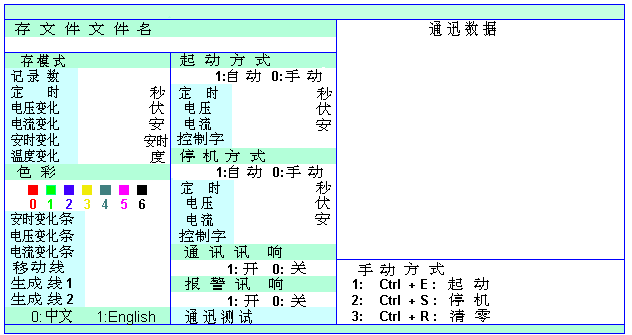 存文件文件名
存模式
记录数
定 时 秒
电压变化 伏
电流变化 安
安时变化 安时
温度变化 度
色彩
0 1 2 3 4 5 6
安时变化条
电压变化条
电流变化条
移动线
生成线1
生成线2
0:中文 1:English
起动方式
1:自动 0:手动
定 时 秒
电压 伏
电流 安
控制字
停机方式
1:自动 0:手动
定 时 秒
电压 伏
电流 安
控制字
通讯讯 响
1:开 0:关
报警讯 响
1:开 0:关
通迅测试
通迅数据
手动方式
1: Ctrl + E: 起动
2: Ctrl + S: 停机
3: Ctrl + R: 清零